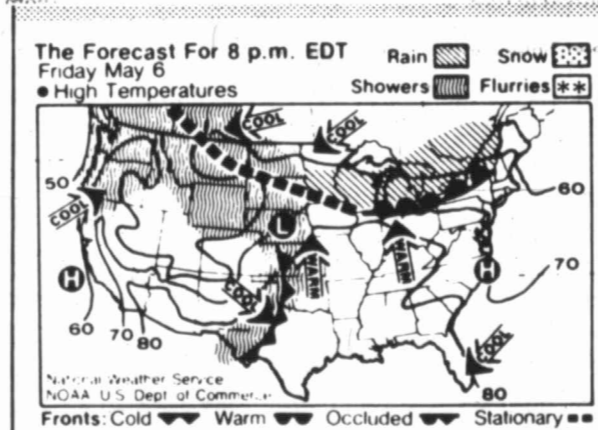 The Forecast For 8 p.m. EDT
Friday May 6
● High Temperatures
Rain Snow
Showers Flurries **
COOL COOL
50 COOL 60
L
WARM WARM
H H 70
COOL
60 70 80
COOL
80
National Weather Service
NOAA U S Dept of Commerce
Fronts: Cold Warm Occluded Stationary